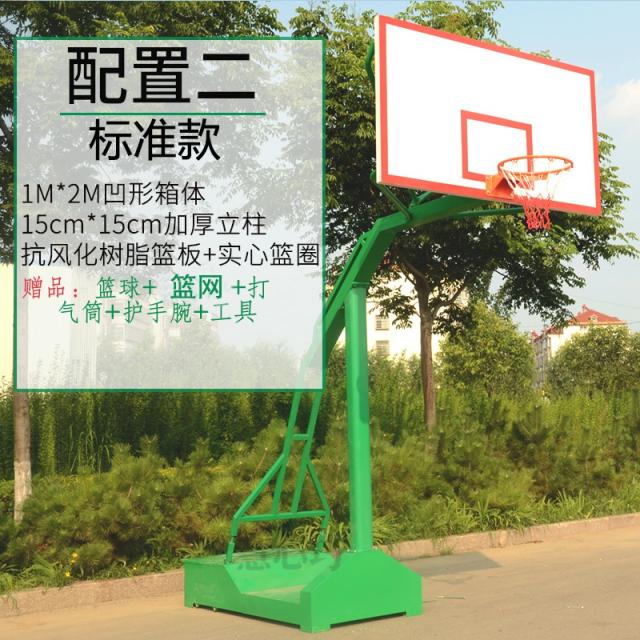 配置二
标准款
1M*2M凹形箱体
15cm*15cm加厚立柱
抗风化树脂篮板+实心篮圈
赠品：篮球+ 篮网 +打
气筒+护手腕+工具